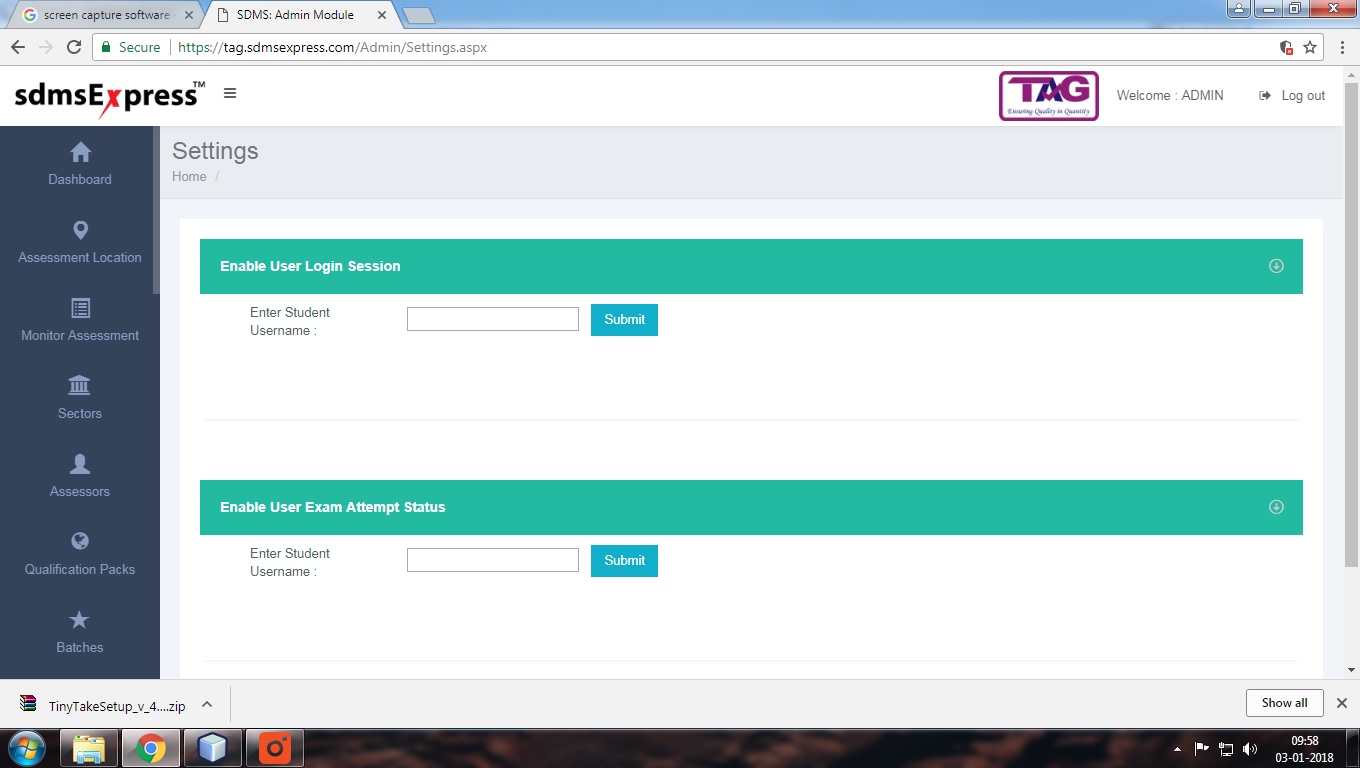 screen capture software
SDMS: Admin Module
Secure
https://tag.sdmsexpress.com/Admin/Settings.aspx
sdmsExpress™
TAG
Ensuring Quality in Quantity
Welcome : ADMIN
Log out
Settings
Home /
Dashboard
Assessment Location
Monitor Assessment
Sectors
Assessors
Qualification Packs
Batches
Enable User Login Session
Enter Student
Username :
Submit
Enable User Exam Attempt Status
Enter Student
Username :
Submit
TinyTakeSetup_v_4....zip
Show all
09:58
03-01-2018